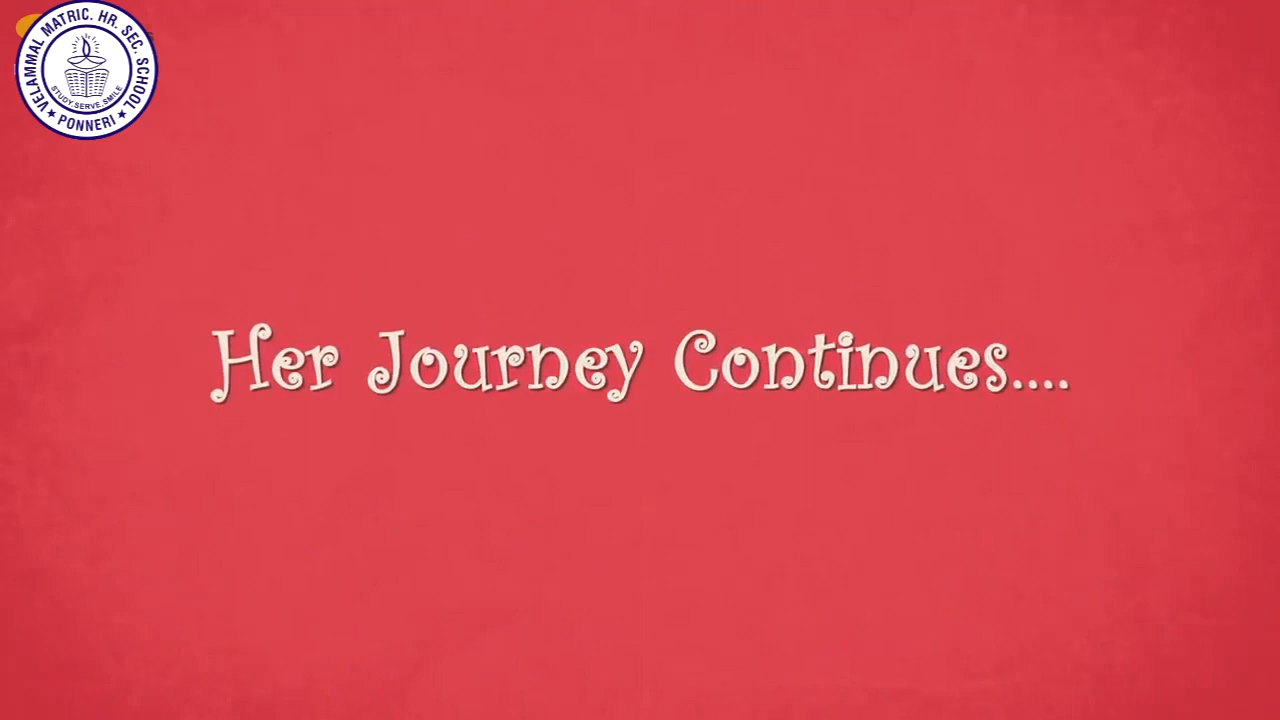 VELAMMAL MATRIC. HR. SEC. SCHOOL
STUDY.SERVE.SMILE
★ PONNERI ★
Her Journey Continues....